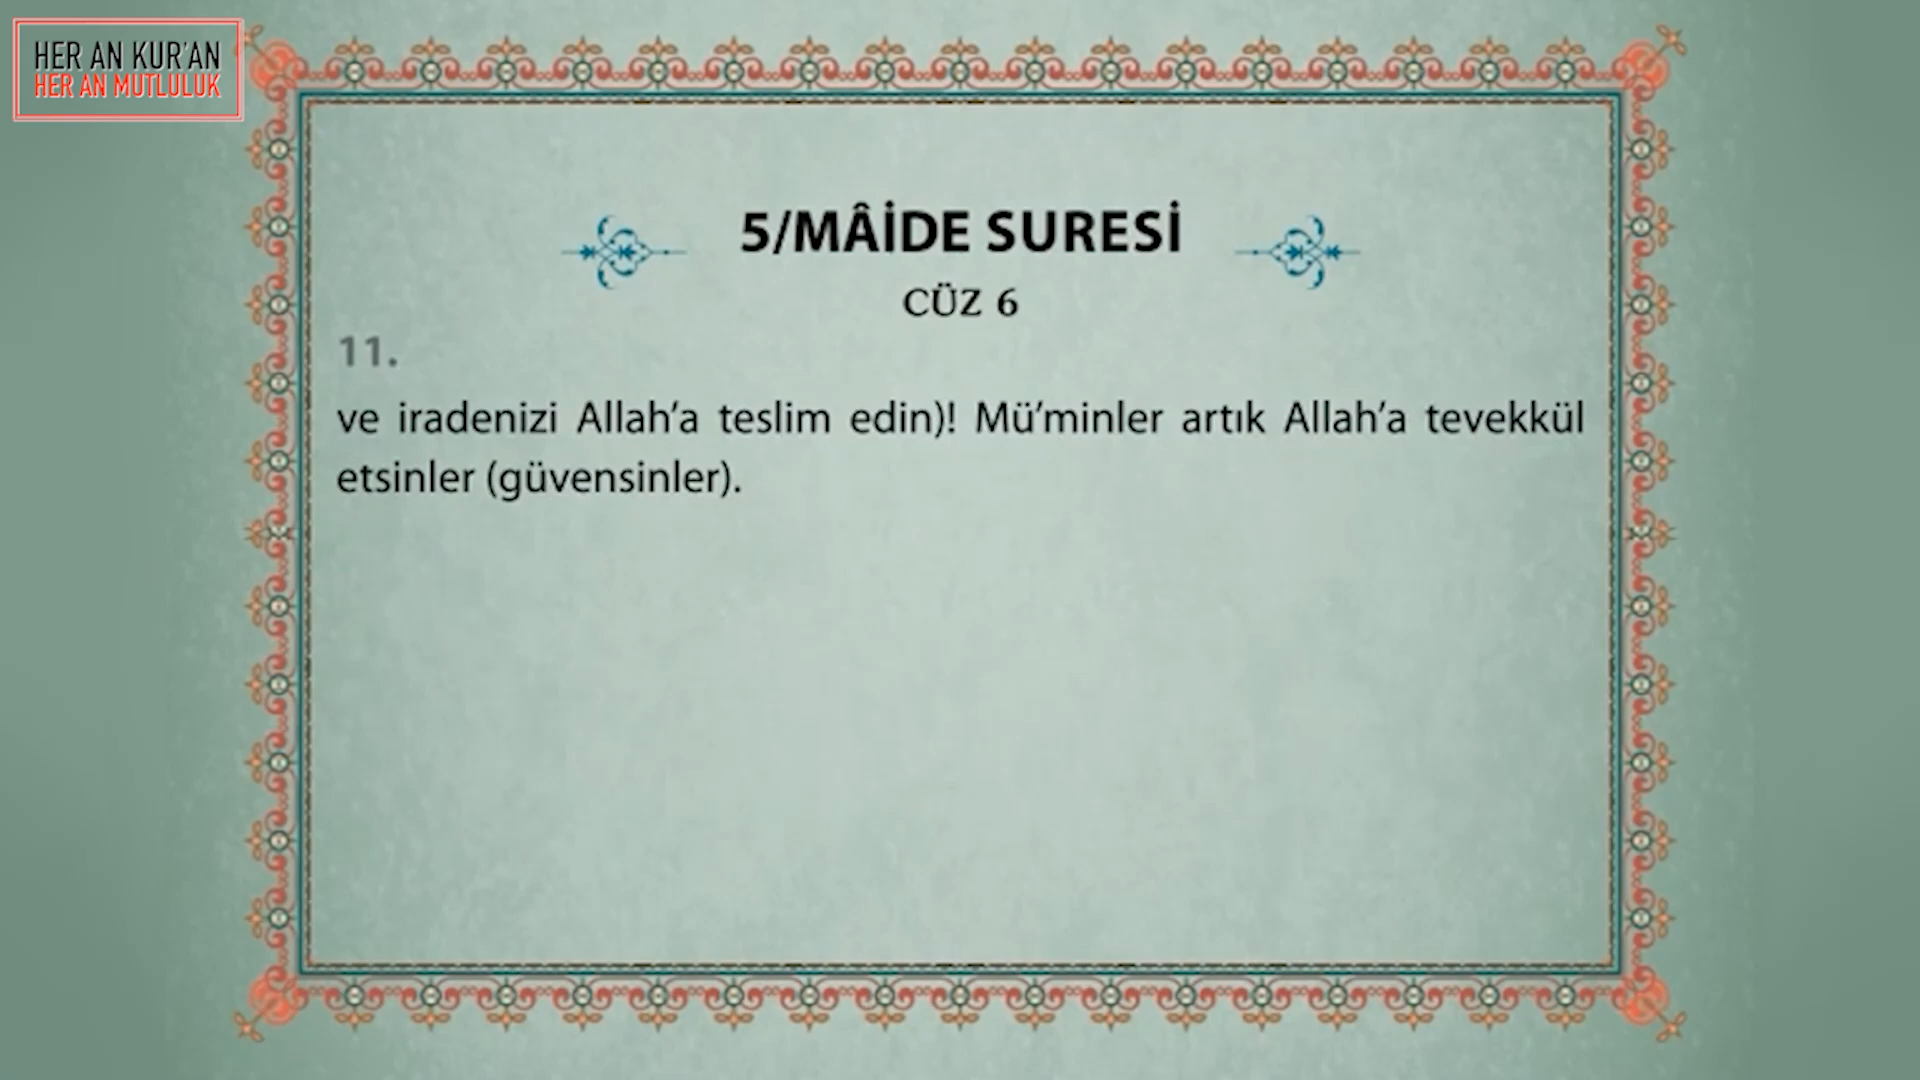 HER AN KUR'AN
HER AN MUTLULUK
5/MÂİDE SURESİ
CÜZ 6
11.
ve iradenizi Allah’a teslim edin)! Mü’minler artık Allah’a tevekkül
etsinler (güvensinler).